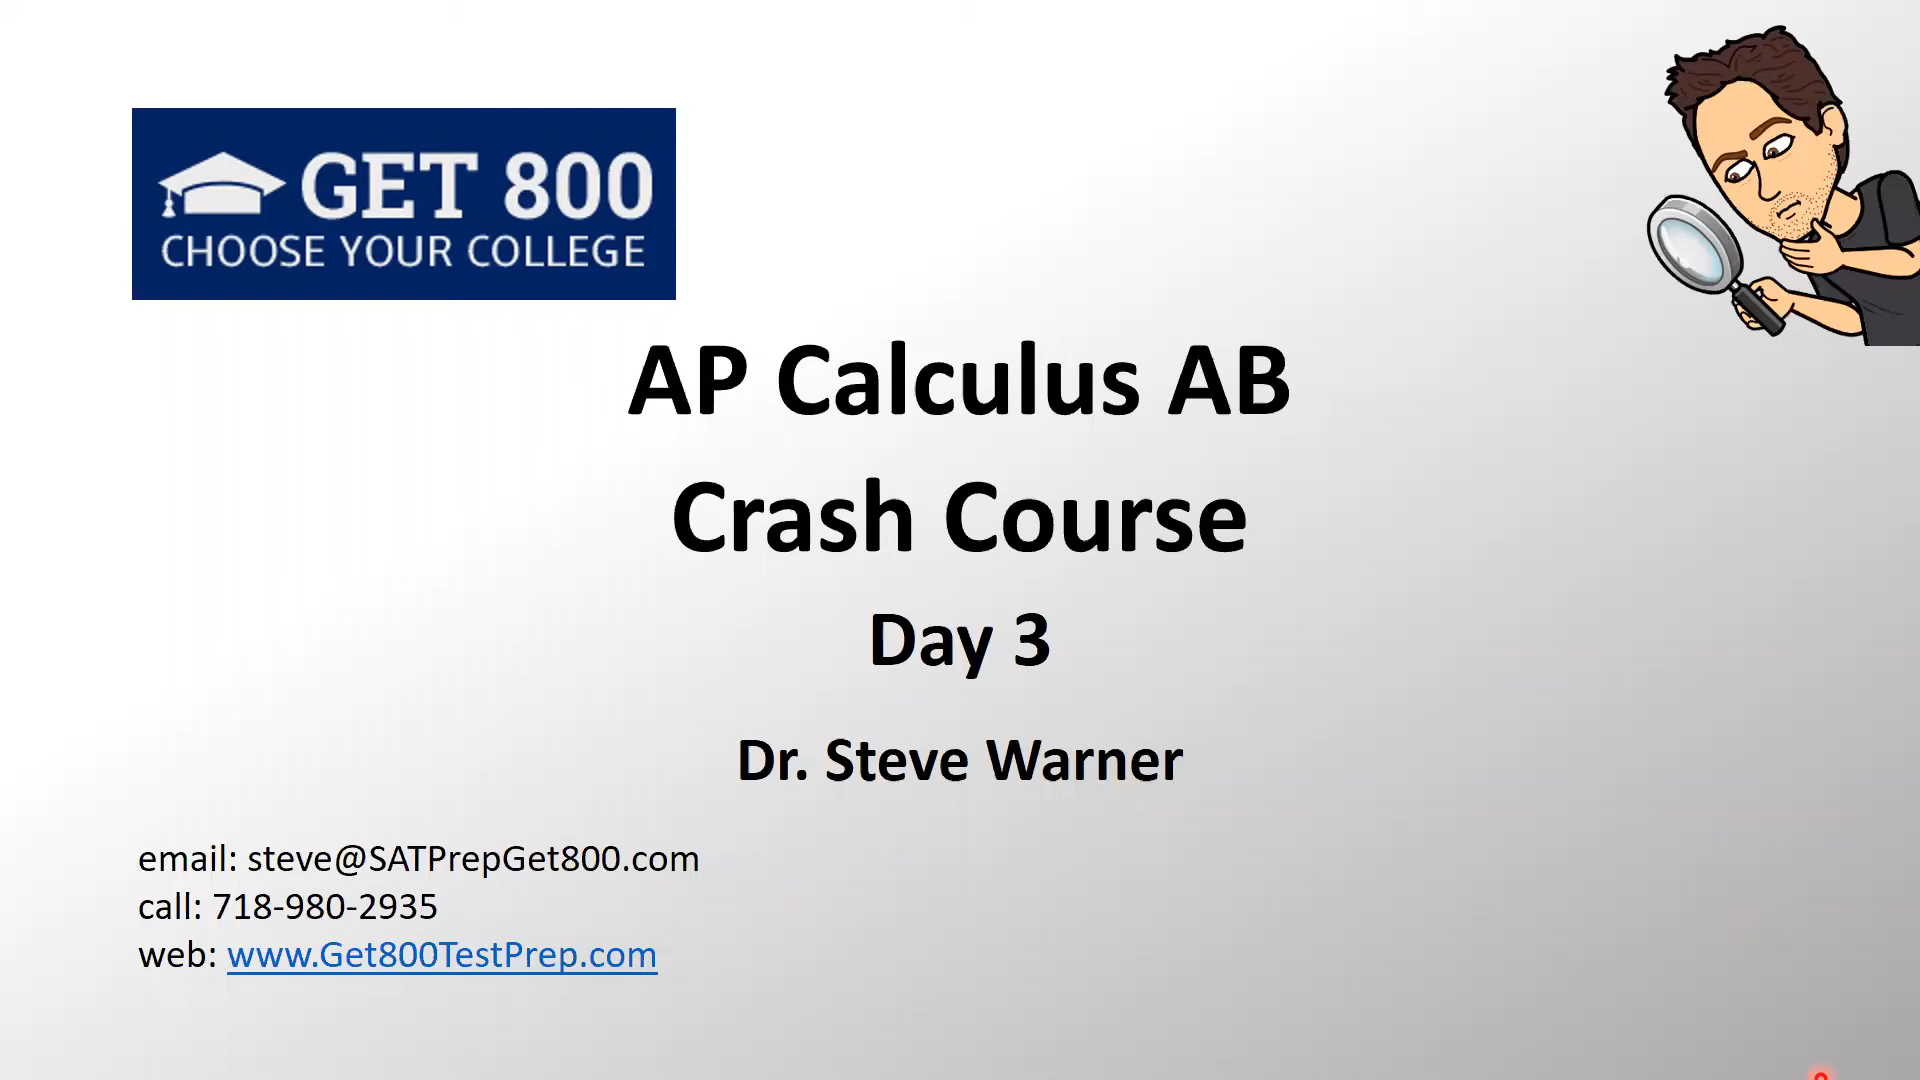 GET 800
CHOOSE YOUR COLLEGE
AP Calculus AB
Crash Course
Day 3
Dr. Steve Warner
email: steve@SATPrepGet800.com
call: 718-980-2935
web: www.Get800TestPrep.com